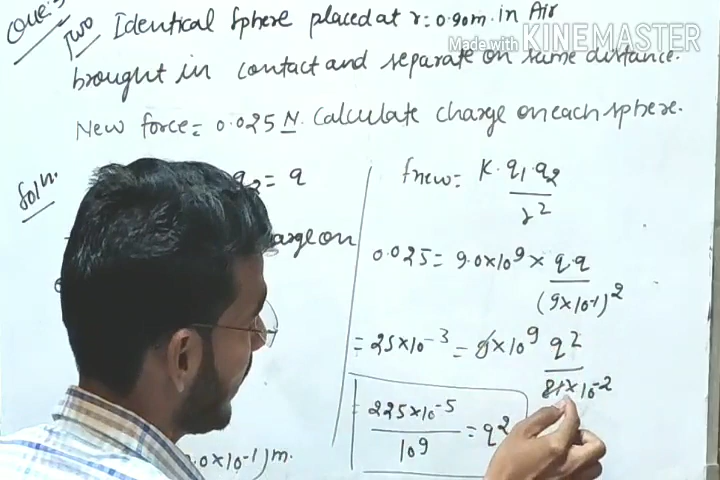 Que:3
Two Identical Sphere placed at r=0.90m. in Air
Made with KINEMASTER
brought in contact and separate on same distance.
New force = 0.025 N. Calculate charge on each sphere.
Soln.
q2 = q
charge on
.0×10-1)m.
fnew = K. q1.q2 / r2
0.025 = 9.0×10^9 × q.q / (9×10-1)^2
= 25×10^-3 = 9×10^9 q^2 / 81×10^-2
= 225×10^-5 / 10^9 = q^2